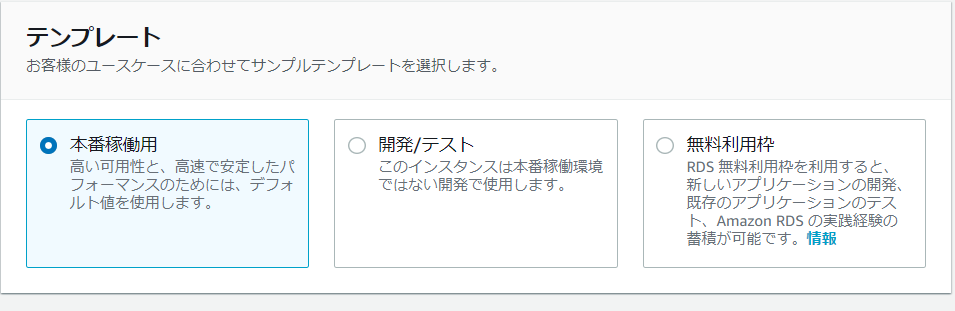 テンプレート
お客様のユースケースに合わせてサンプルテンプレートを選択します。
本番稼働用
高い可用性と、高速で安定したパ
フォーマンスのためには、デフォ
ルト値を使用します。
開発/テスト
このインスタンスは本番稼働環境
ではない開発で使用します。
無料利用枠
RDS 無料利用枠を利用すると、
新しいアプリケーションの開発、
既存のアプリケーションのテス
ト、Amazon RDS の実践経験の
蓄積が可能です。情報